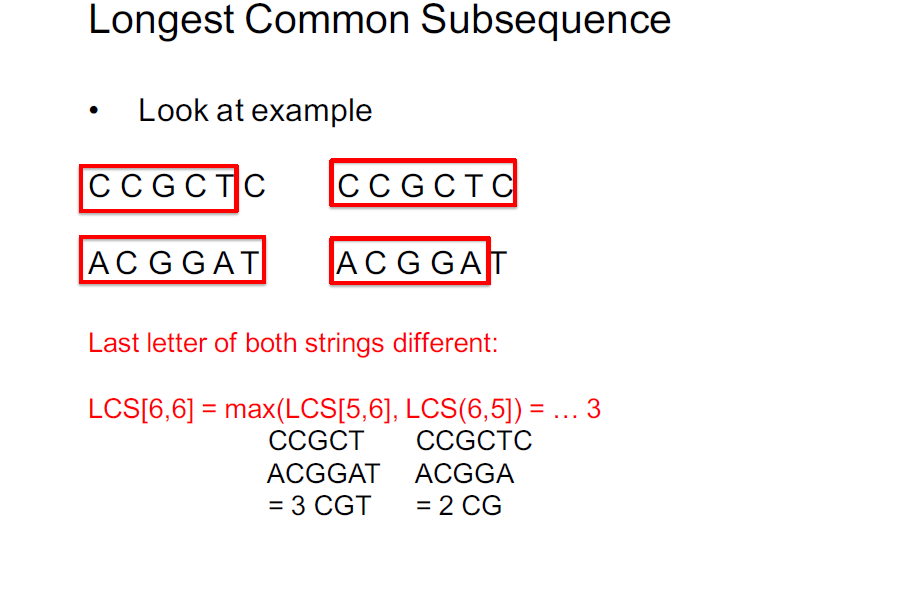 Longest Common Subsequence
• Look at example
C C G C T C C C G C T C
A C G G A T A C G G A T
Last letter of both strings different:
LCS[6,6] = max(LCS[5,6], LCS(6,5]) = … 3
CCGCT CCGCTC
ACGGAT ACGGA
= 3 CGT = 2 CG